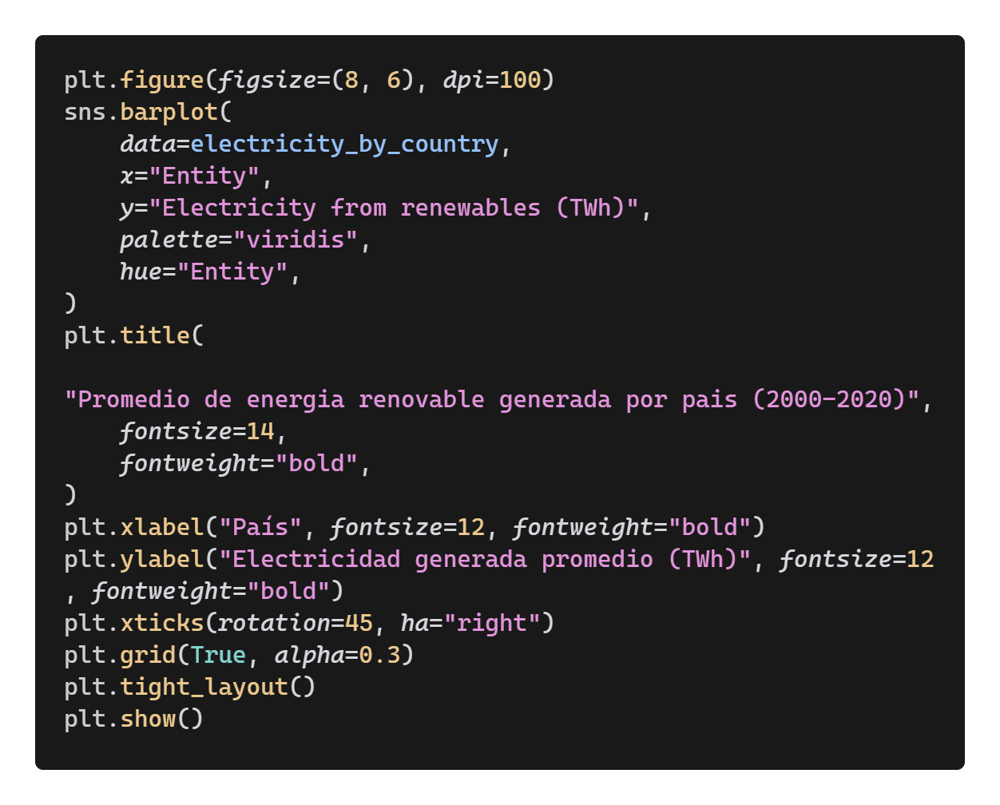 plt.figure(figsize=(8, 6), dpi=100)
sns.barplot(
    data=electricity_by_country,
    x="Entity",
    y="Electricity from renewables (TWh)",
    palette="viridis",
    hue="Entity",
)
plt.title(

"Promedio de energia renovable generada por pais (2000-2020)",
    fontsize=14,
    fontweight="bold",
)
plt.xlabel("País", fontsize=12, fontweight="bold")
plt.ylabel("Electricidad generada promedio (TWh)", fontsize=12
, fontweight="bold")
plt.xticks(rotation=45, ha="right")
plt.grid(True, alpha=0.3)
plt.tight_layout()
plt.show()